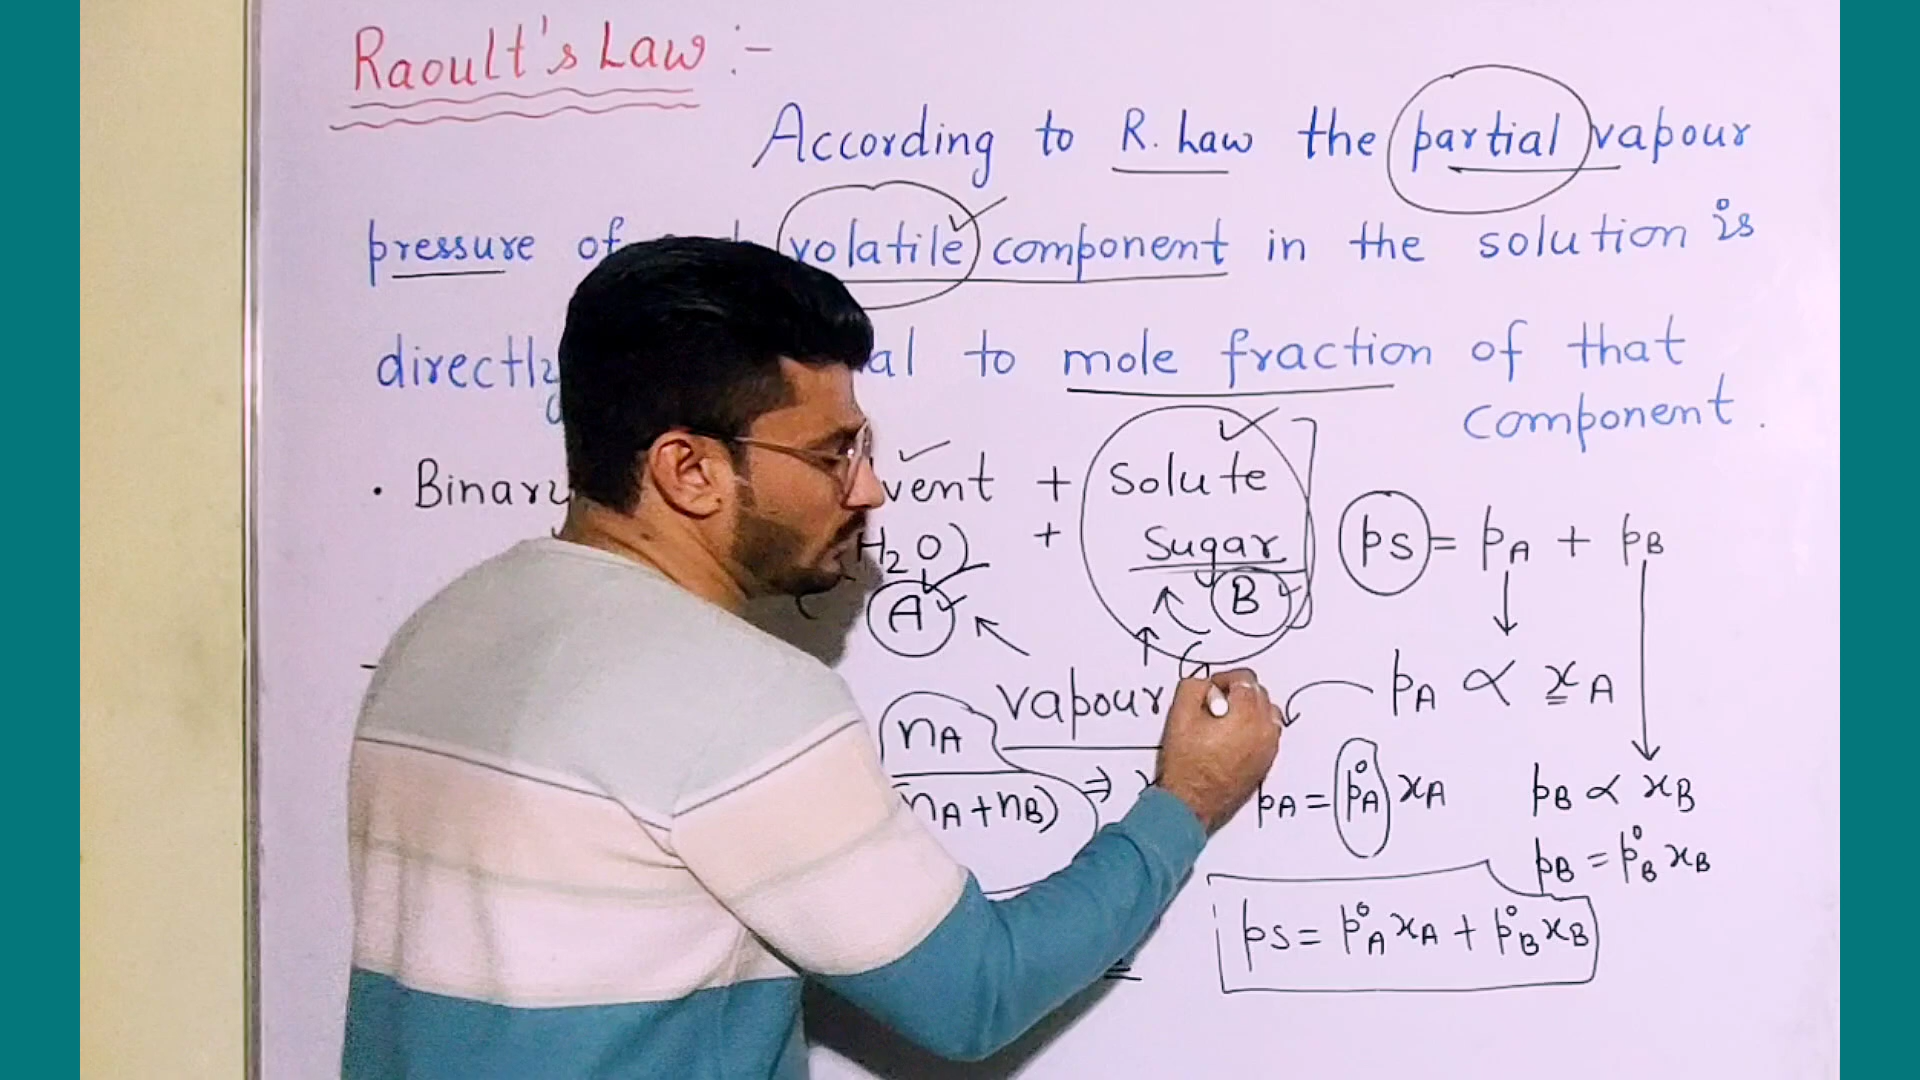 Raoult's Law :-
According to R. Law the partial vapour
pressure of volatile component in the solution is
directly al to mole fraction of that
component.
• Binary vent + Solute
H₂O) + Sugar
A B
ps = pA + pB
vapour
pA ∝ xA
nA
(nA + nB) ⇒
pA = p°A xA
pB ∝ xB
pB = p°B xB
ps = p°A xA + p°B xB